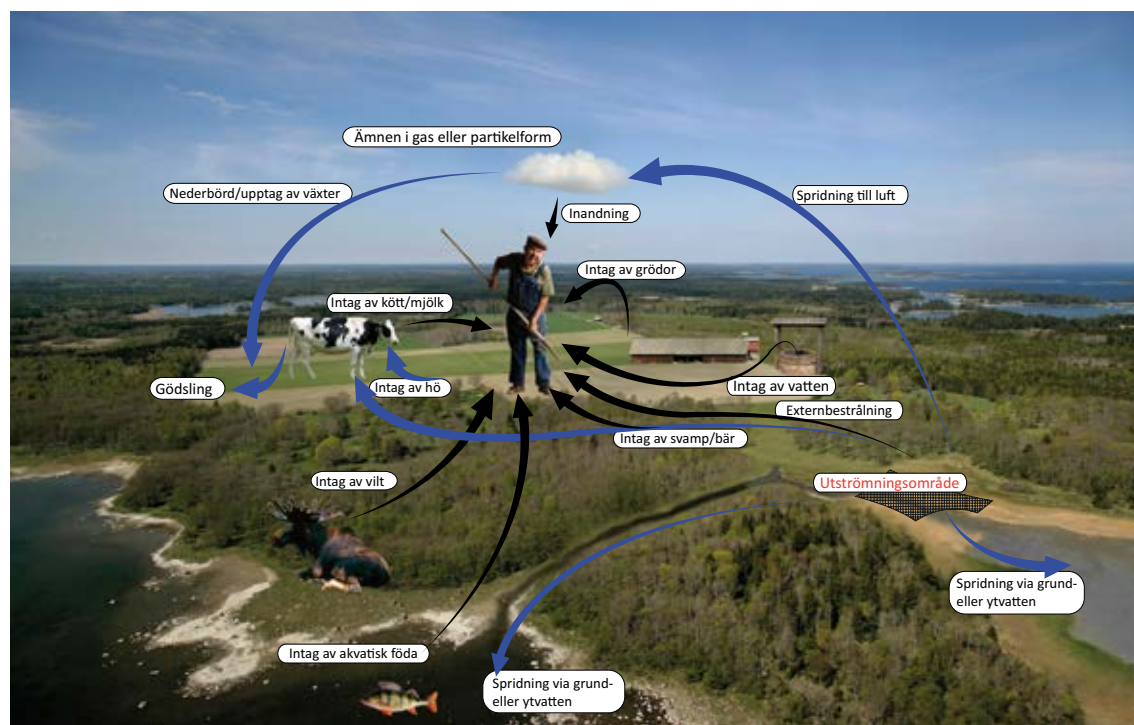 Ämnen i gas eller partikelform
Nederbörd/upptag av växter
Spridning till luft
Inandning
Intag av grödor
Intag av kött/mjölk
Gödsling
Intag av hö
Intag av vatten
Externbestrålning
Intag av svamp/bär
Intag av vilt
Utströmningsområde
Spridning via grund-
eller ytvatten
Intag av akvatisk föda
Spridning via grund-
eller ytvatten